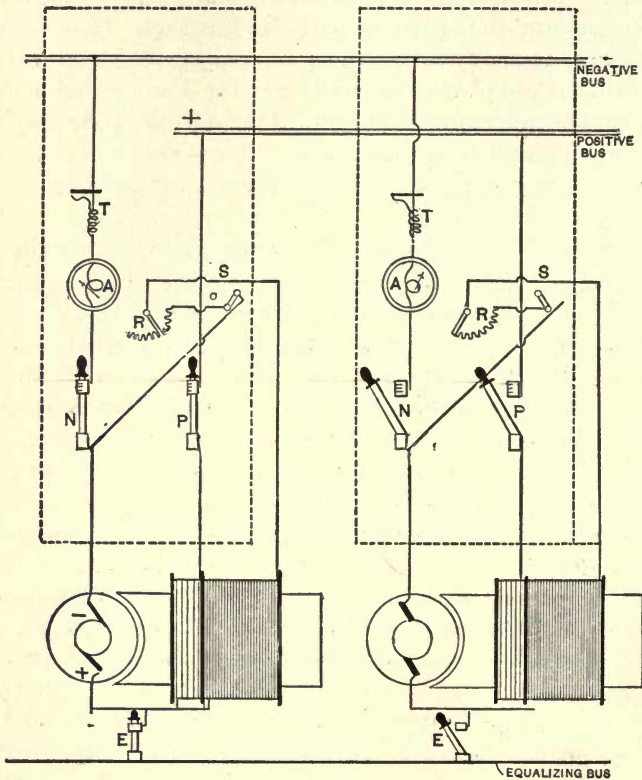 NEGATIVE BUS
+
POSITIVE BUS
T
T
A
S
A
S
R
R
N
P
N
P
−
+
E
E
EQUALIZING BUS